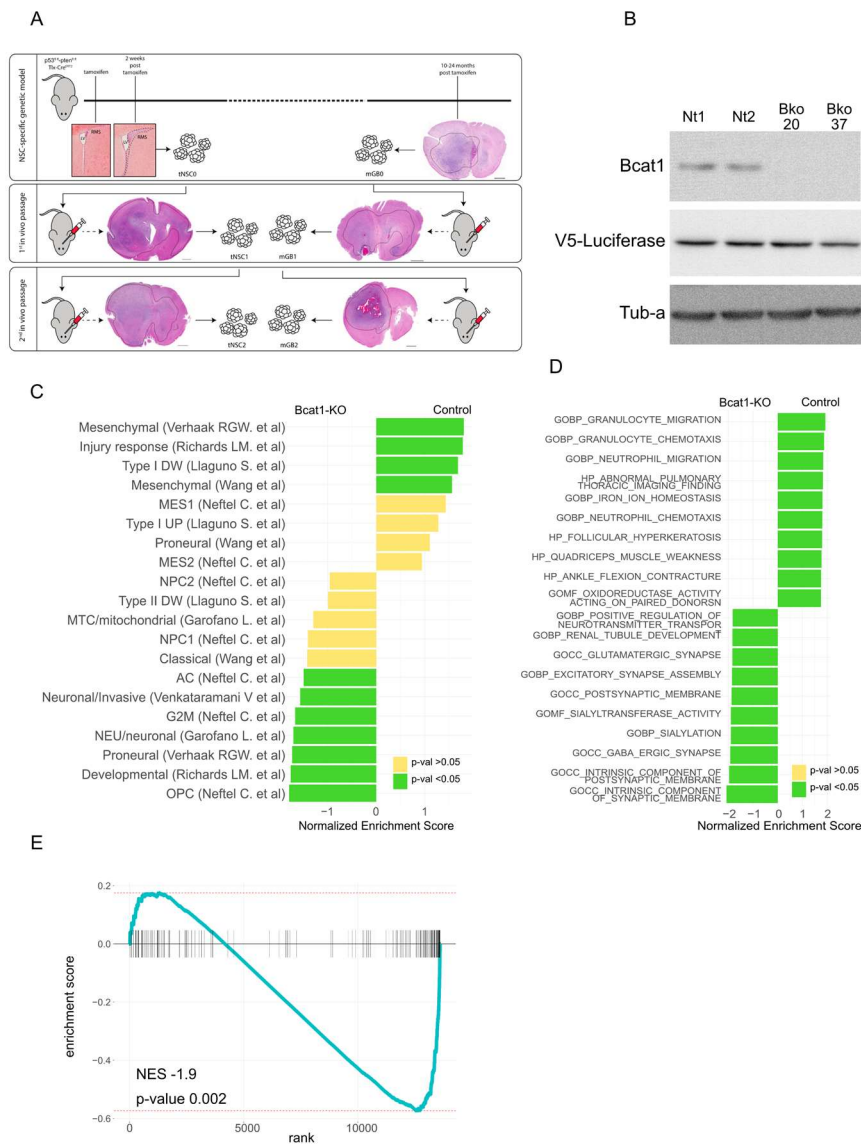 A
NSC-specific genetic model
Tlx-Cre
tamoxifen
2 weeks
post
tamoxifen
10-24 months
post tamoxifen
RMS
RMS
tNSC0
mGB0
1st in vivo passage
tNSC1
mGB1
2nd in vivo passage
tNSC2
mGB2
B
Nt1
Nt2
Bko
20
Bko
37
Bcat1
V5-Luciferase
Tub-a
C
Bcat1-KO
Control
Mesenchymal (Verhaak RGW. et al)
Injury response (Richards LM. et al)
Type I DW (Llaguno S. et al)
Mesenchymal (Wang et al)
MES1 (Neftel C. et al)
Type I UP (Llaguno S. et al)
Proneural (Wang et al)
MES2 (Neftel C. et al)
NPC2 (Neftel C. et al)
Type II DW (Llaguno S. et al)
MTC/mitochondrial (Garofano L. et al)
NPC1 (Neftel C. et al)
Classical (Wang et al)
AC (Neftel C. et al)
Neuronal/Invasive (Venkataramani V et al)
G2M (Neftel C. et al)
NEU/neuronal (Garofano L. et al)
Proneural (Verhaak RGW. et al)
Developmental (Richards LM. et al)
OPC (Neftel C. et al)
p-val >0.05
p-val <0.05
−1 0 1
Normalized Enrichment Score
D
Bcat1-KO
Control
GOBP_GRANULOCYTE_MIGRATION
GOBP_GRANULOCYTE_CHEMOTAXIS
GOBP_NEUTROPHIL_MIGRATION
HP_ABNORMAL_PULMONARY
THORACIC_IMAGING_FINDING
GOBP_IRON_ION_HOMEOSTASIS
GOBP_NEUTROPHIL_CHEMOTAXIS
HP_FOLLICULAR_HYPERKERATOSIS
HP_QUADRICEPS_MUSCLE_WEAKNESS
HP_ANKLE_FLEXION_CONTRACTURE
GOMF_OXIDOREDUCTASE_ACTIVITY
ACTING_ON_PAIRED_DONORSN
GOBP_POSITIVE_REGULATION_OF
NEUROTRANSMITTER_TRANSPOR
GOBP_RENAL_TUBULE_DEVELOPMENT
GOCC_GLUTAMATERGIC_SYNAPSE
GOBP_EXCITATORY_SYNAPSE_ASSEMBLY
GOCC_POSTSYNAPTIC_MEMBRANE
GOMF_SIALYLTRANSFERASE_ACTIVITY
GOBP_SIALYLATION
GOCC_GABA_ERGIC_SYNAPSE
GOCC_INTRINSIC_COMPONENT_OF
POSTSYNAPTIC_MEMBRANE
GOCC_INTRINSIC_COMPONENT
OF_SYNAPTIC_MEMBRANE
p-val >0.05
p-val <0.05
−2 −1 0 1 2
Normalized Enrichment Score
E
enrichment score
0.2
0.0
−0.2
−0.4
−0.6
NES -1.9
p-value 0.002
0 5000 10000
rank